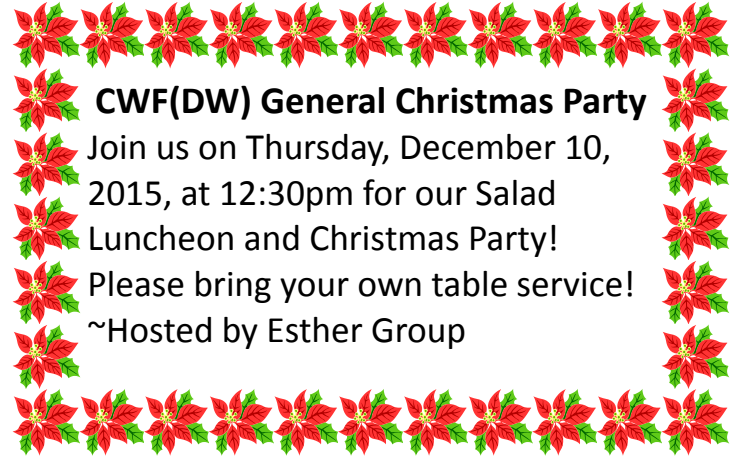 CWF(DW) General Christmas Party
Join us on Thursday, December 10,
2015, at 12:30pm for our Salad
Luncheon and Christmas Party!
Please bring your own table service!
~Hosted by Esther Group